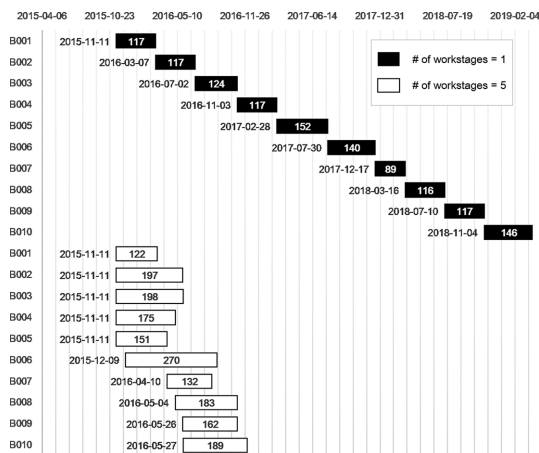 2015-04-06 2015-10-23 2016-05-10 2016-11-26 2017-06-14 2017-12-31 2018-07-19 2019-02-04
B001 2015-11-11 117
B002 2016-03-07 117
B003 2016-07-02 124
B004 2016-11-03 117
B005 2017-02-28 152
B006 2017-07-30 140
B007 2017-12-17 89
B008 2018-03-16 116
B009 2018-07-10 117
B010 2018-11-04 146
# of workstages = 1
# of workstages = 5
B001 2015-11-11 122
B002 2015-11-11 197
B003 2015-11-11 198
B004 2015-11-11 175
B005 2015-11-11 151
B006 2015-12-09 270
B007 2016-04-10 132
B008 2016-05-04 183
B009 2016-05-26 162
B010 2016-05-27 189